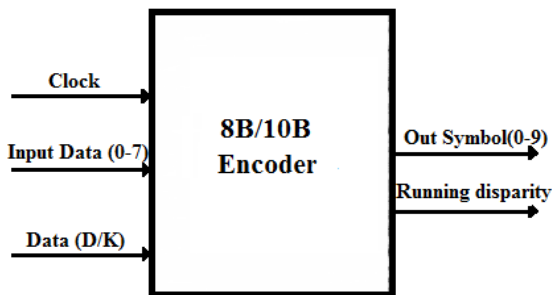 Clock
Input Data (0-7)
Data (D/K)
8B/10B
Encoder
Out Symbol(0-9)
Running disparity